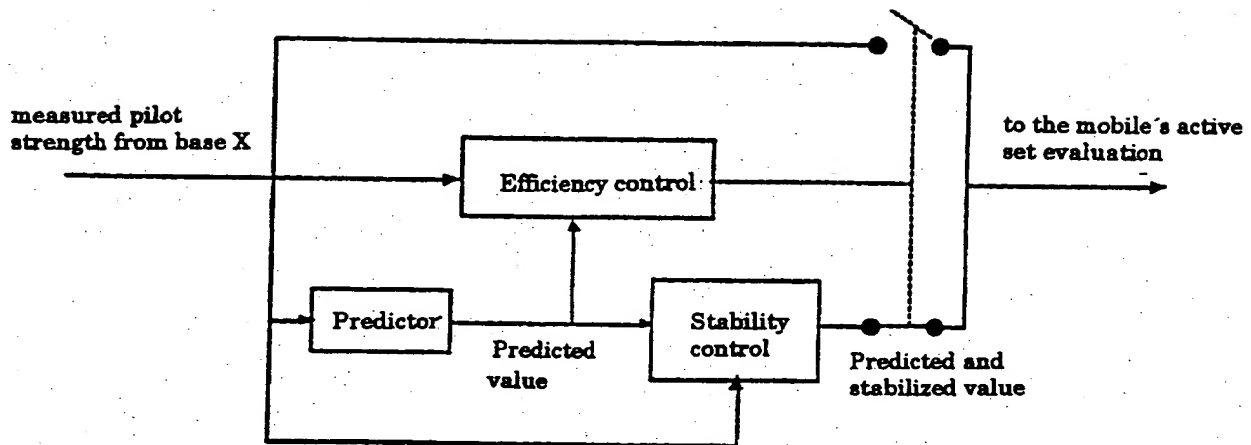 measured pilot
strength from base X
to the mobile´s active
set evaluation
Efficiency control
Predictor
Predicted
value
Stability
control
Predicted and
stabilized value